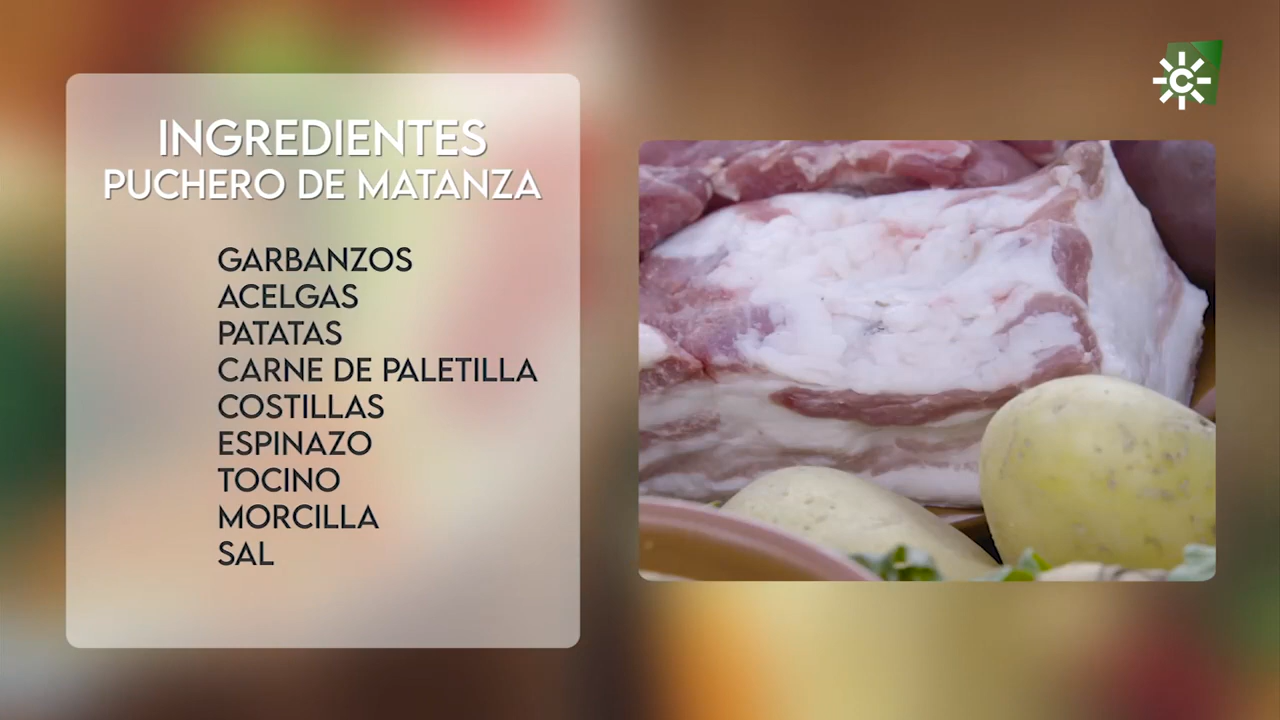 INGREDIENTES
PUCHERO DE MATANZA
GARBANZOS
ACELGAS
PATATAS
CARNE DE PALETILLA
COSTILLAS
ESPINAZO
TOCINO
MORCILLA
SAL
C